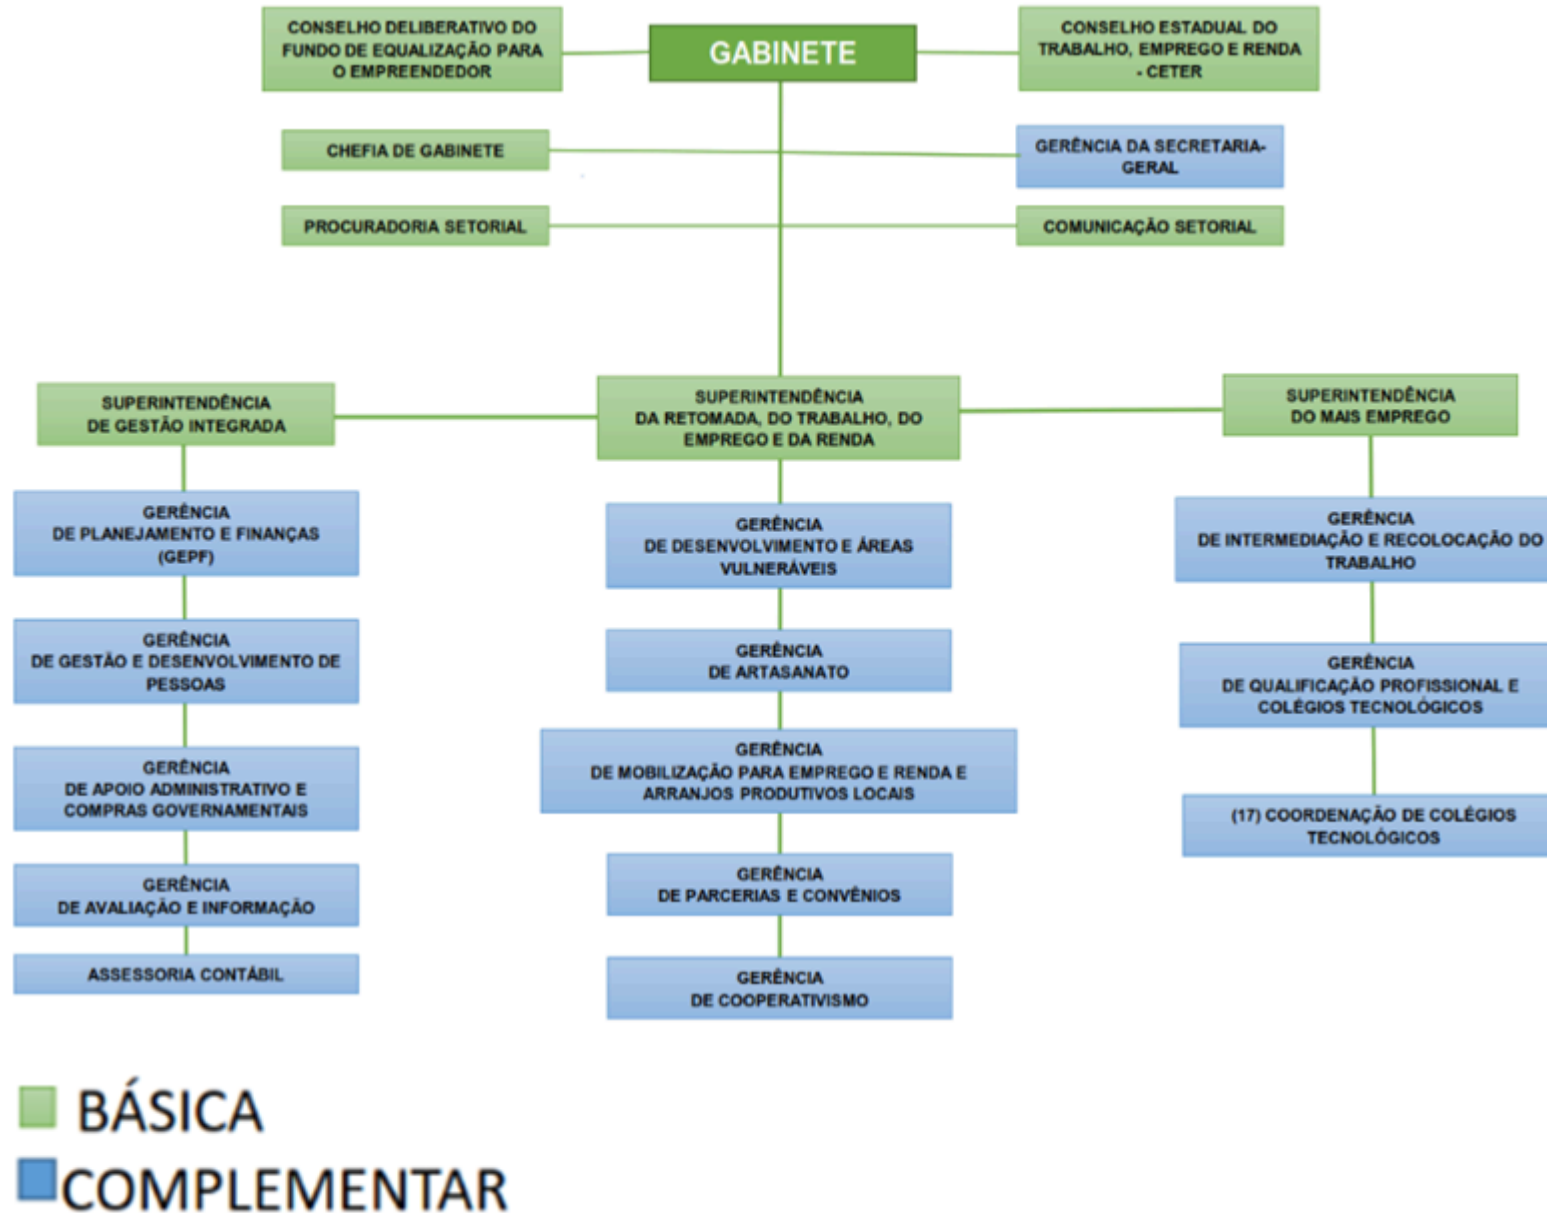 CONSELHO DELIBERATIVO DO
FUNDO DE EQUALIZAÇÃO PARA
O EMPREENDEDOR
GABINETE
CONSELHO ESTADUAL DO
TRABALHO, EMPREGO E RENDA
- CETER
CHEFIA DE GABINETE
GERÊNCIA DA SECRETARIA-
GERAL
PROCURADORIA SETORIAL
COMUNICAÇÃO SETORIAL
SUPERINTENDÊNCIA
DE GESTÃO INTEGRADA
SUPERINTENDÊNCIA
DA RETOMADA, DO TRABALHO, DO
EMPREGO E DA RENDA
SUPERINTENDÊNCIA
DO MAIS EMPREGO
GERÊNCIA
DE PLANEJAMENTO E FINANÇAS
(GEPF)
GERÊNCIA
DE GESTÃO E DESENVOLVIMENTO DE
PESSOAS
GERÊNCIA
DE APOIO ADMINISTRATIVO E
COMPRAS GOVERNAMENTAIS
GERÊNCIA
DE AVALIAÇÃO E INFORMAÇÃO
ASSESSORIA CONTÁBIL
GERÊNCIA
DE DESENVOLVIMENTO E ÁREAS
VULNERÁVEIS
GERÊNCIA
DE ARTASANATO
GERÊNCIA
DE MOBILIZAÇÃO PARA EMPREGO E RENDA E
ARRANJOS PRODUTIVOS LOCAIS
GERÊNCIA
DE PARCERIAS E CONVÊNIOS
GERÊNCIA
DE COOPERATIVISMO
GERÊNCIA
DE INTERMEDIAÇÃO E RECOLOCAÇÃO DO
TRABALHO
GERÊNCIA
DE QUALIFICAÇÃO PROFISSIONAL E
COLÉGIOS TECNOLÓGICOS
(17) COORDENAÇÃO DE COLÉGIOS
TECNOLÓGICOS
BÁSICA
COMPLEMENTAR